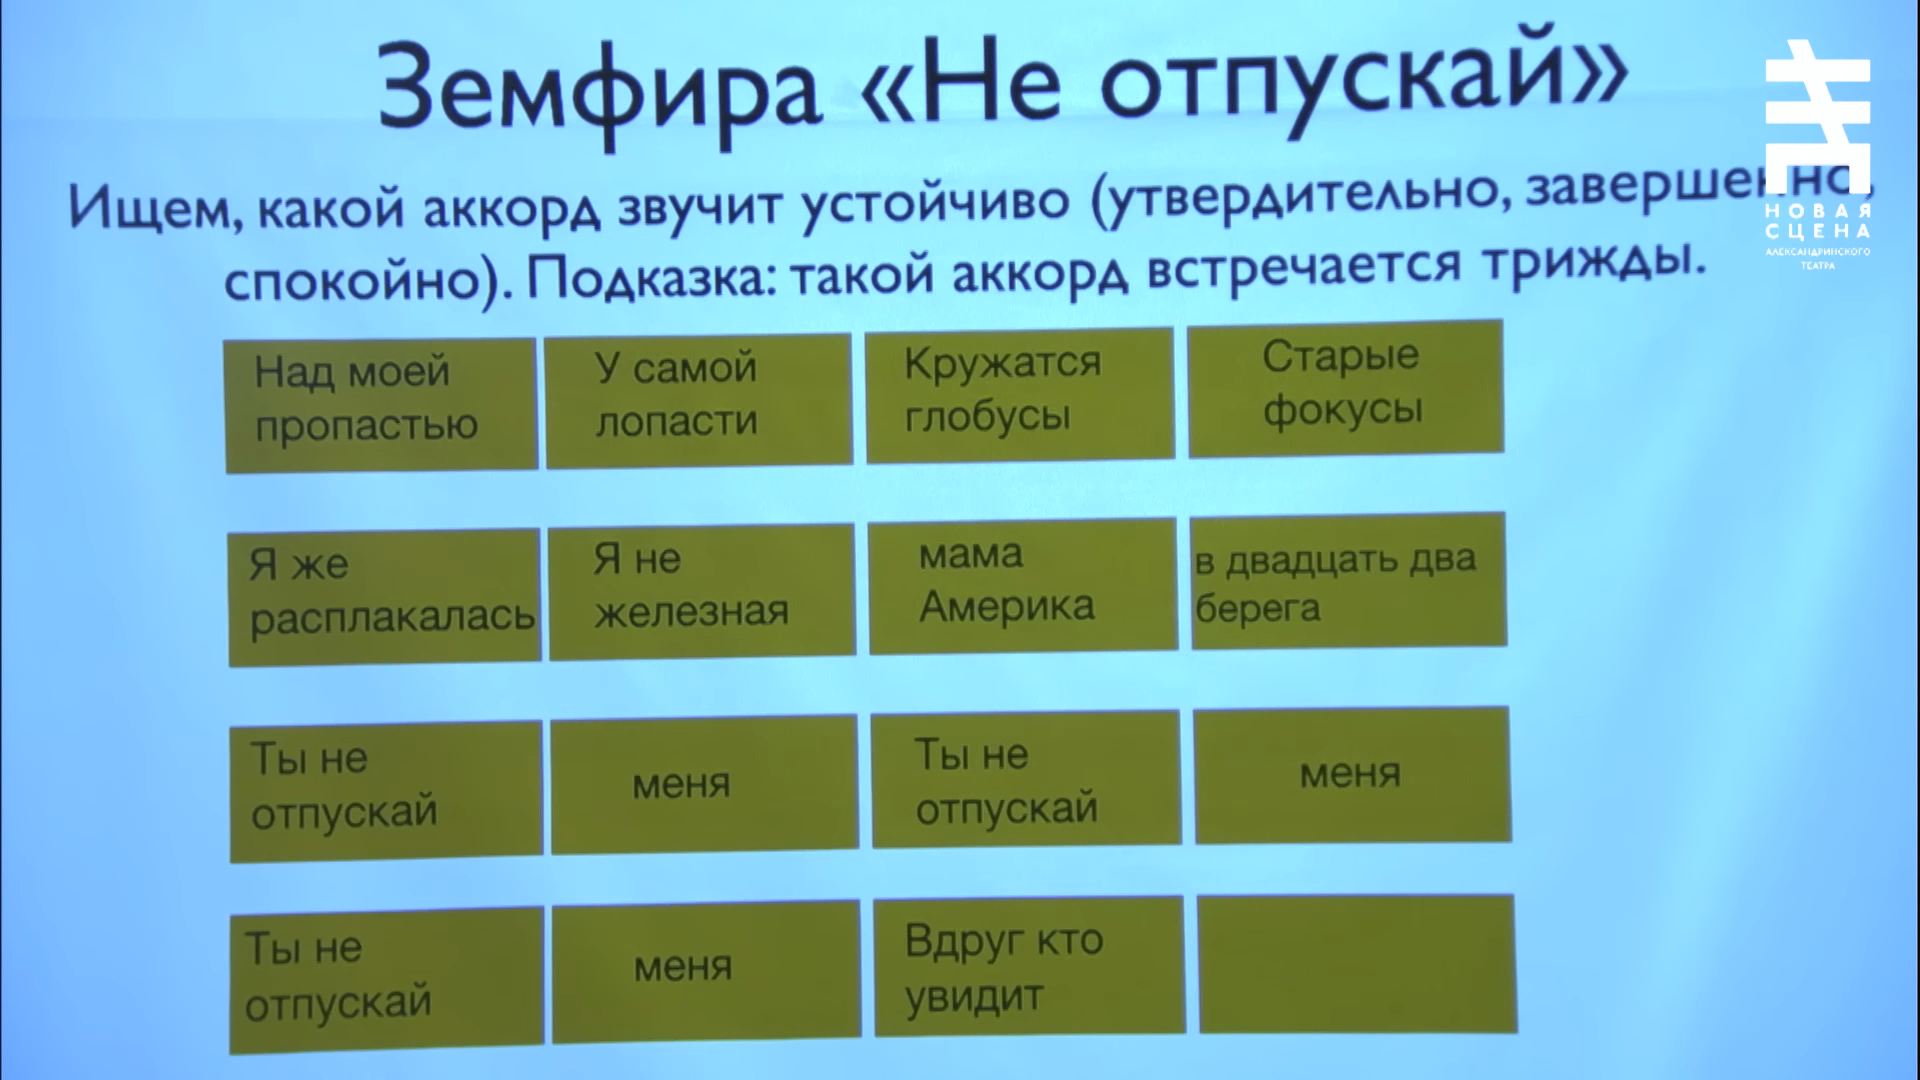 Земфира «Не отпускай»
Ищем, какой аккорд звучит устойчиво (утвердительно, завершенно,
спокойно). Подсказка: такой аккорд встречается трижды.
Над моей
пропастью
У самой
лопасти
Кружатся
глобусы
Старые
фокусы
Я же
расплакалась
Я не
железная
мама
Америка
в двадцать два
берега
Ты не
отпускай
меня
Ты не
отпускай
меня
Ты не
отпускай
меня
Вдруг кто
увидит
НОВАЯ
СЦЕНА
АЛЕКСАНДРИНСКОГО
ТЕАТРА